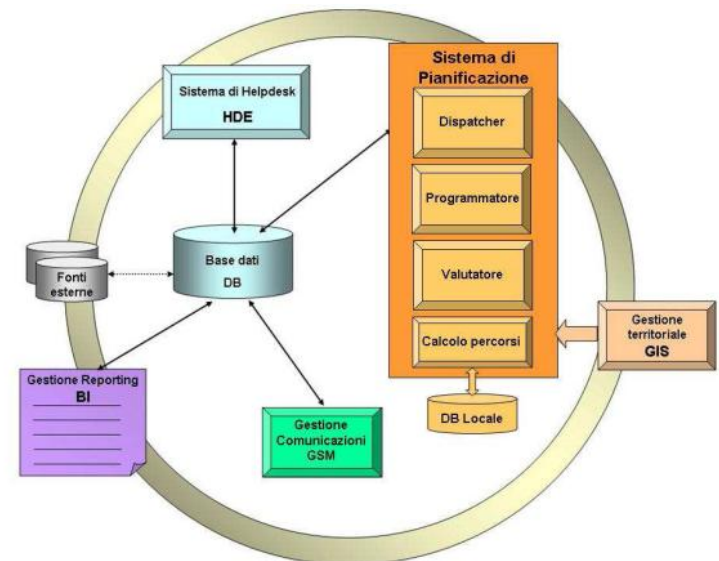 Sistema di Helpdesk
HDE
Sistema di
Pianificazione
Dispatcher
Programmatore
Valutatore
Calcolo percorsi
Base dati
DB
Fonti
esterne
Gestione
territoriale
GIS
Gestione Reporting
BI
Gestione
Comunicazioni
GSM
DB Locale